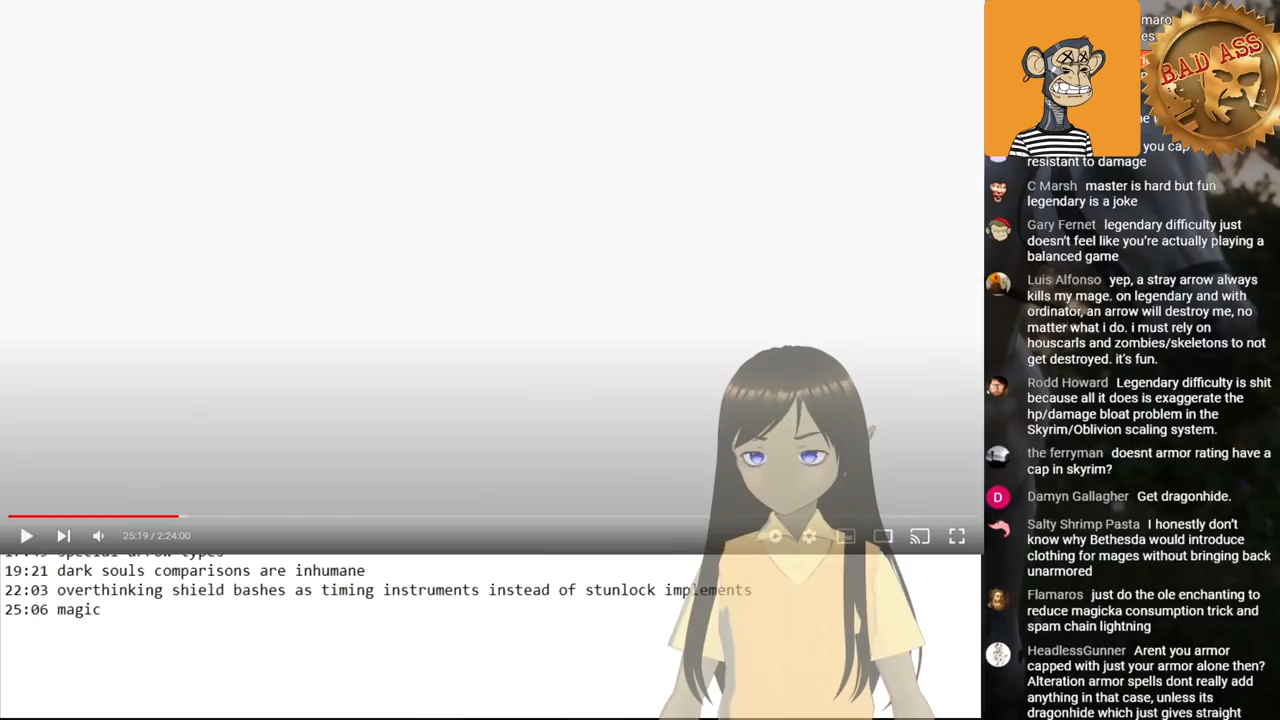 25:19 / 2:24:00
17:49 special arrow types
19:21 dark souls comparisons are inhumane
22:03 overthinking shield bashes as timing instruments instead of stunlock implements
25:06 magic
BAD ASS
maro
you cap
resistant to damage
C Marsh master is hard but fun
legendary is a joke
Gary Fernet legendary difficulty just
doesn't feel like you're actually playing a
balanced game
Luis Alfonso yep, a stray arrow always
kills my mage. on legendary and with
ordinator, an arrow will destroy me, no
matter what i do. i must rely on
houscarls and zombies/skeletons to not
get destroyed. it's fun.
Rodd Howard Legendary difficulty is shit
because all it does is exaggerate the
hp/damage bloat problem in the
Skyrim/Oblivion scaling system.
the ferryman doesnt armor rating have a
cap in skyrim?
D
Damyn Gallagher Get dragonhide.
Salty Shrimp Pasta I honestly don't
know why Bethesda would introduce
clothing for mages without bringing back
unarmored
Flamaros just do the ole enchanting to
reduce magicka consumption trick and
spam chain lightning
HeadlessGunner Arent you armor
capped with just your armor alone then?
Alteration armor spells dont really add
anything in that case, unless its
dragonhide which just gives straight